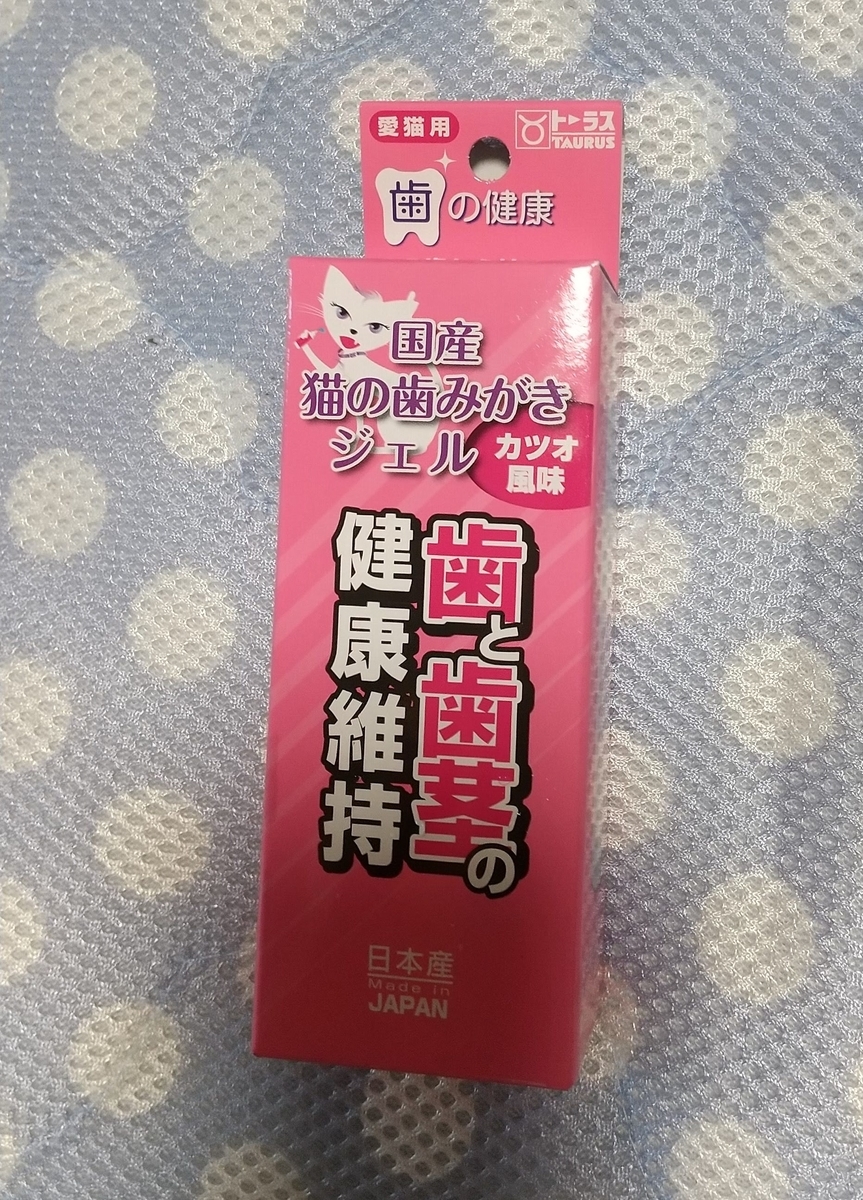 愛猫用
トーラス
TAURUS
歯の健康
国産
猫の歯みがき
ジェル
カツオ
風味
歯と歯茎の
健康維持
日本産
Made in
JAPAN